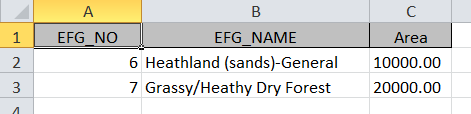 A B C
1 EFG_NO EFG_NAME Area
2 6 Heathland (sands)-General 10000.00
3 7 Grassy/Heathy Dry Forest 20000.00
4